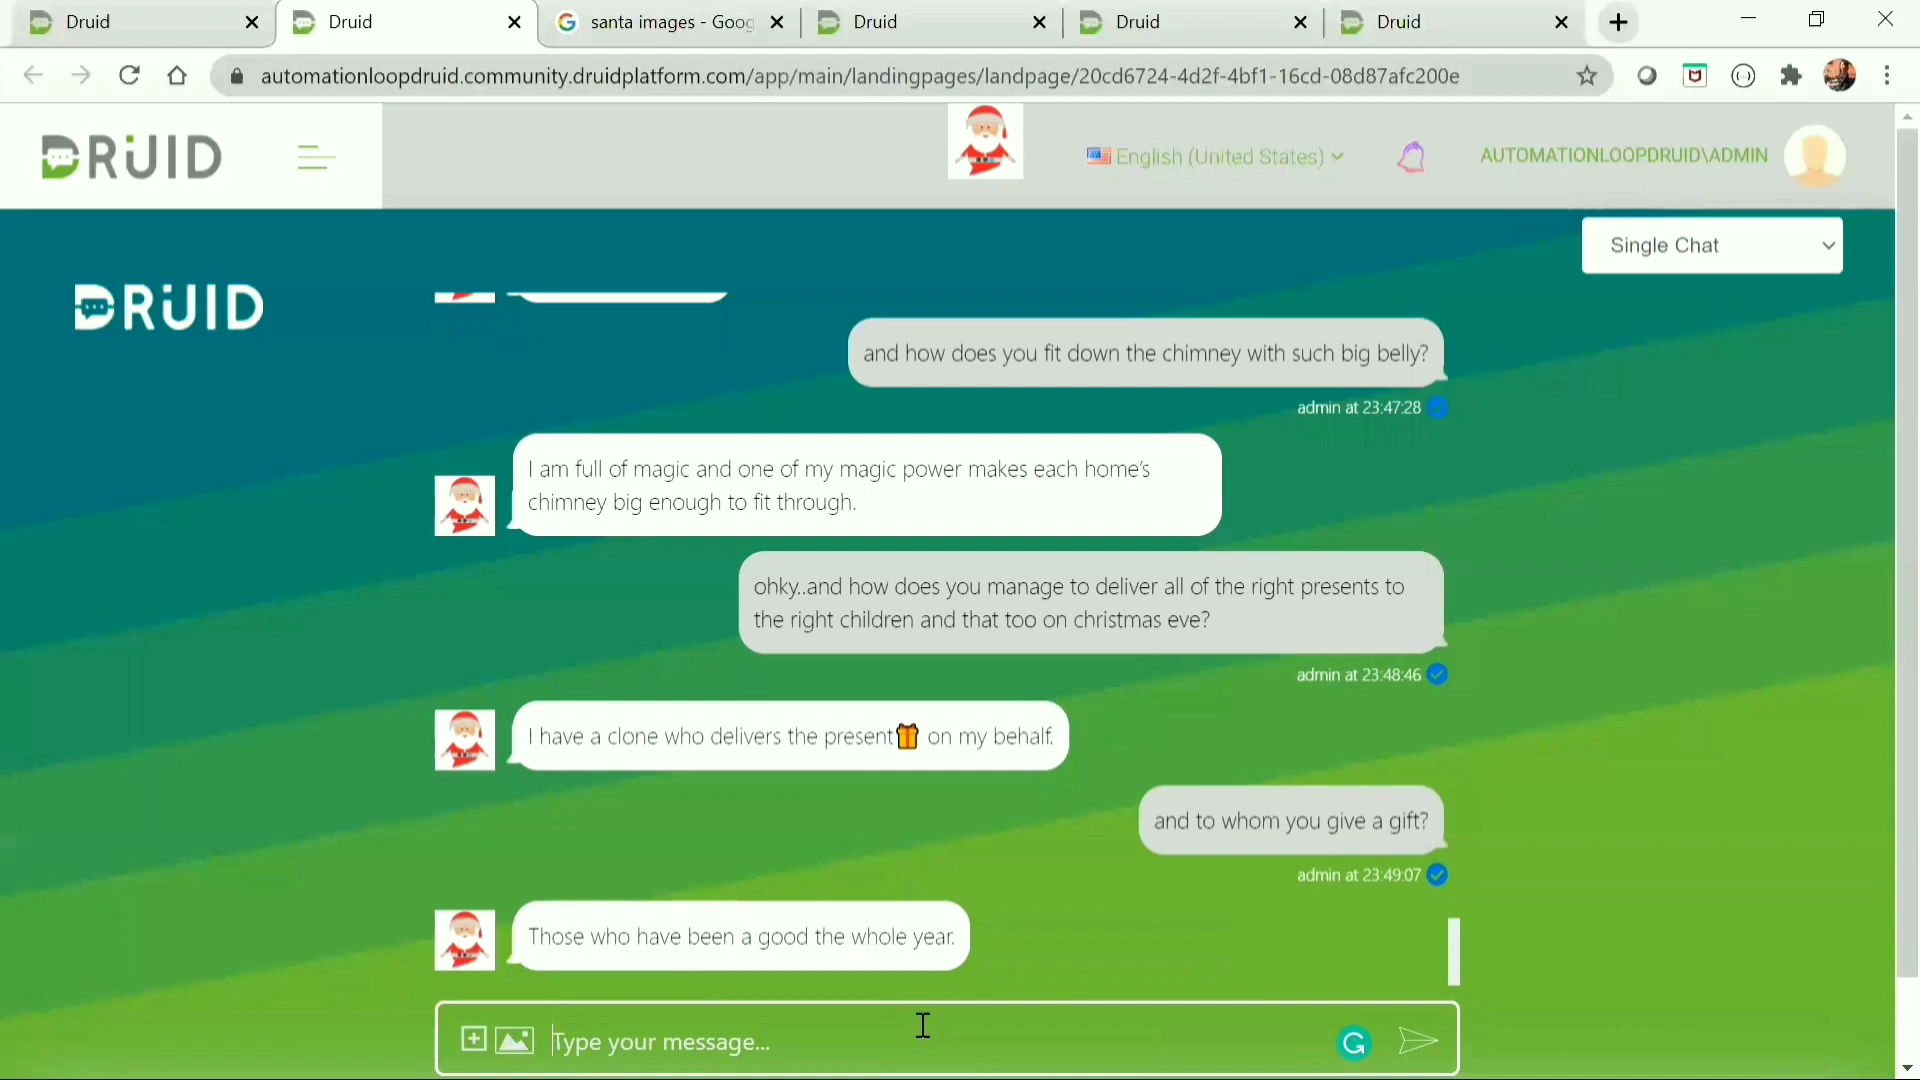 Druid
Druid
santa images - Goog
Druid
Druid
Druid
automationloopdruid.community.druidplatform.com/app/main/landingpages/landpage/20cd6724-4d2f-4bf1-16cd-08d87afc200e
DRUID
English (United States)
AUTOMATIONLOOPDRUID\ADMIN
Single Chat
DRUID
and how does you fit down the chimney with such big belly?
admin at 23:47:28
I am full of magic and one of my magic power makes each home's
chimney big enough to fit through.
ohky..and how does you manage to deliver all of the right presents to
the right children and that too on christmas eve?
admin at 23:48:46
I have a clone who delivers the present🎁 on my behalf.
and to whom you give a gift?
admin at 23:49:07
Those who have been a good the whole year.
Type your message...